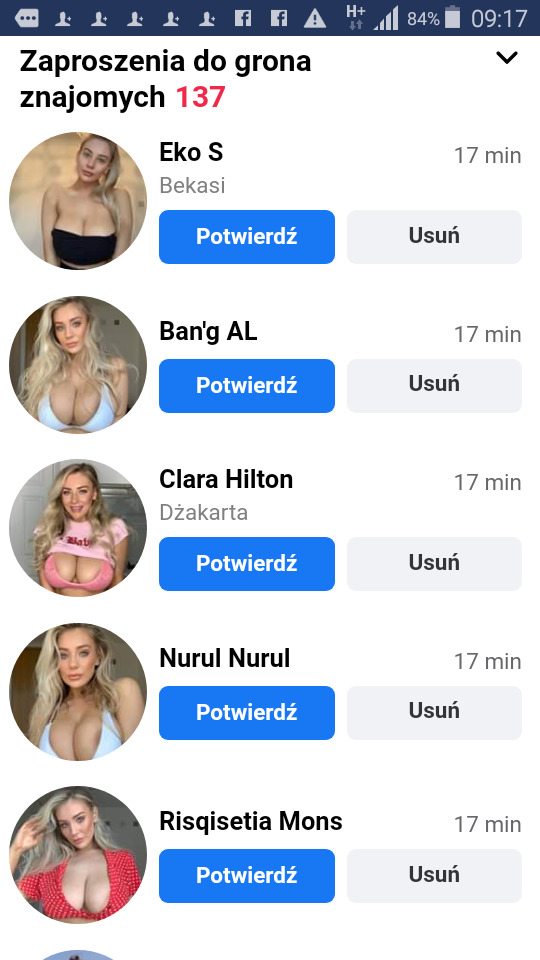 H+
84%
09:17
Zaproszenia do grona
znajomych 137
Eko S
17 min
Bekasi
Potwierdź
Usuń
Ban'g AL
17 min
Potwierdź
Usuń
Clara Hilton
17 min
Dżakarta
Potwierdź
Usuń
Nurul Nurul
17 min
Potwierdź
Usuń
Risqisetia Mons
17 min
Potwierdź
Usuń